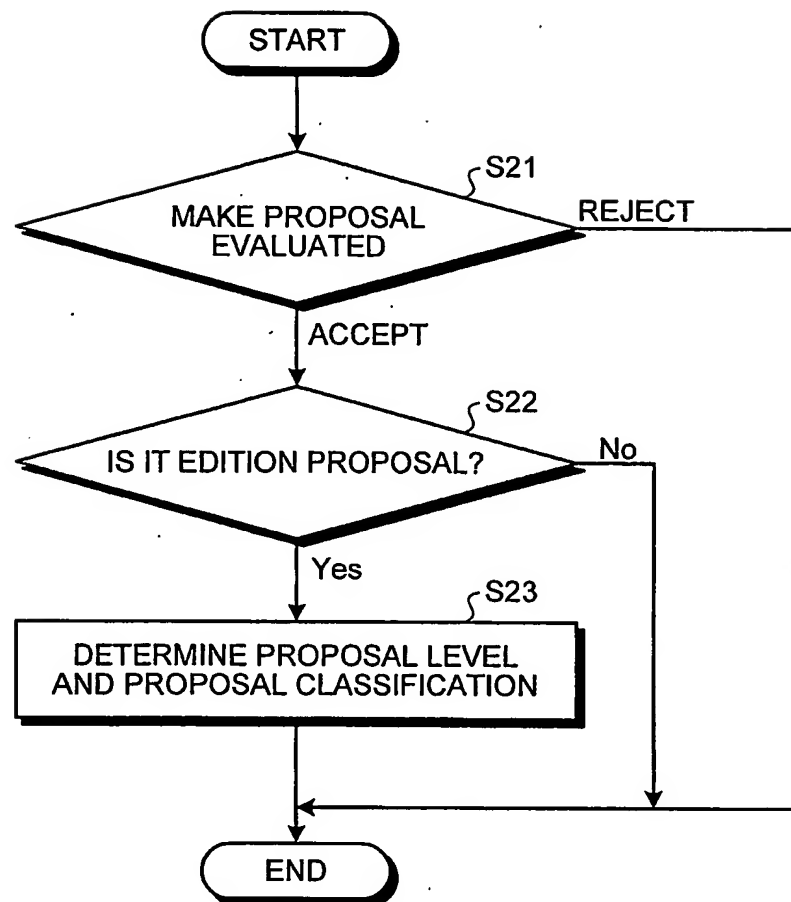 START
S21
MAKE PROPOSAL
EVALUATED
REJECT
ACCEPT
S22
IS IT EDITION PROPOSAL?
No
Yes
S23
DETERMINE PROPOSAL LEVEL
AND PROPOSAL CLASSIFICATION
END